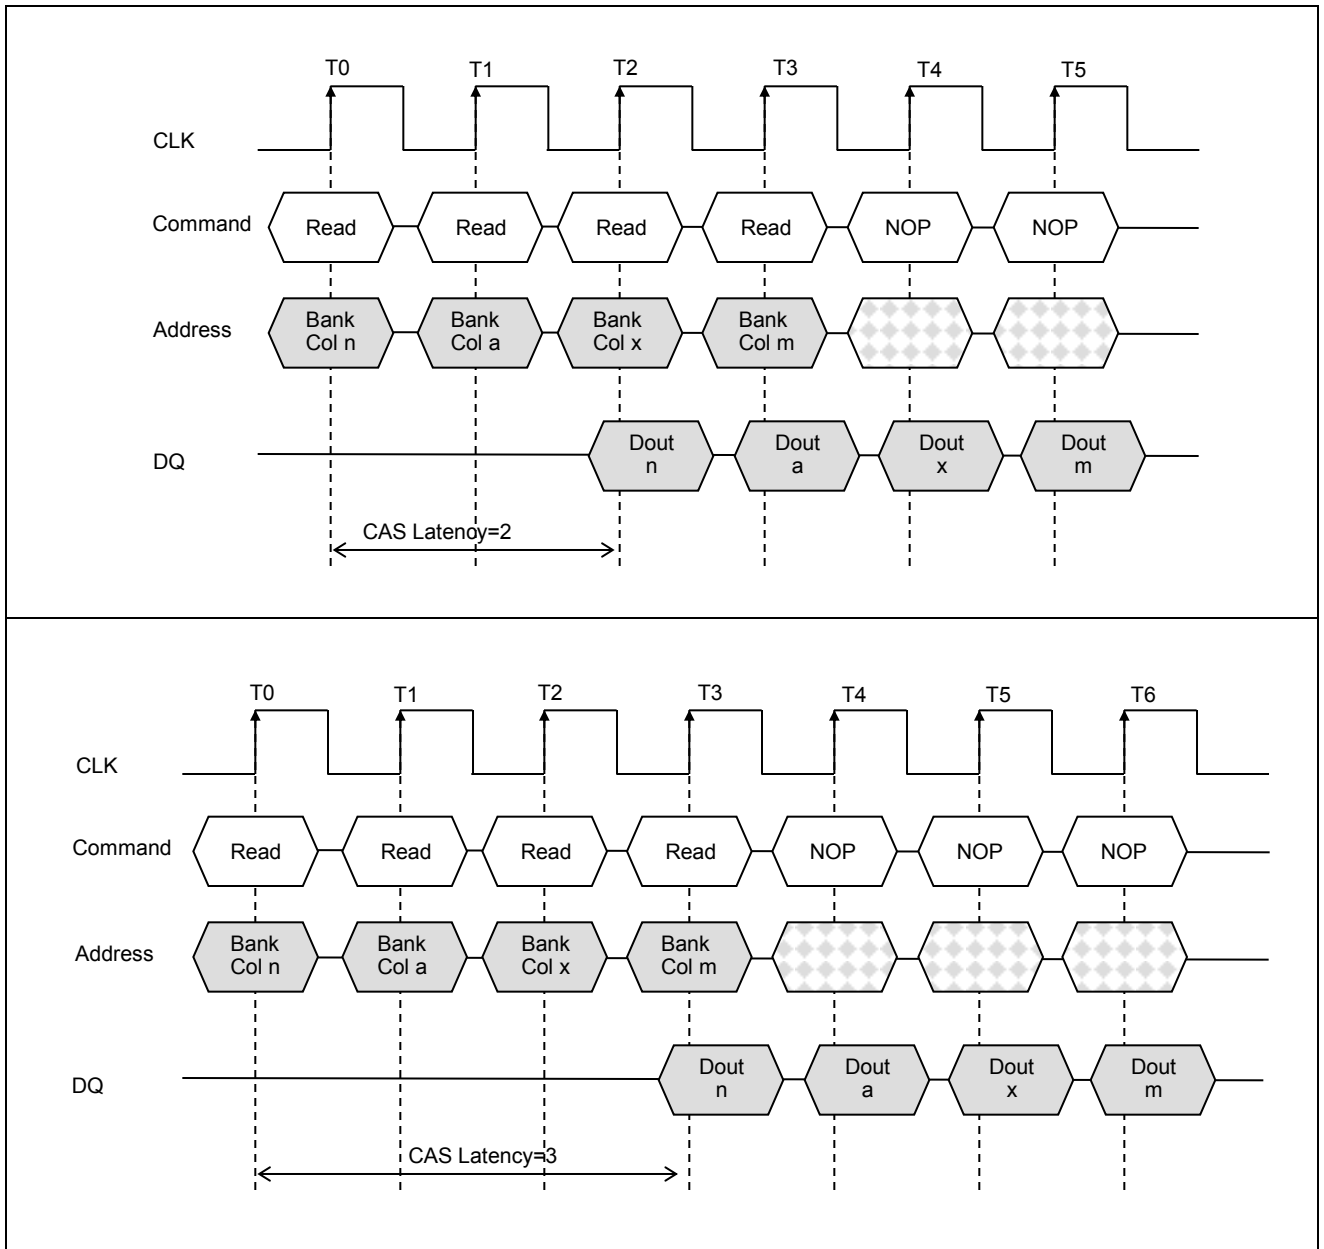 T0 T1 T2 T3 T4 T5
CLK
Command Read Read Read Read NOP NOP
Address
Bank Bank Bank Bank
Col n Col a Col x Col m
DQ
Dout Dout Dout Dout
n a x m
CAS Latency=2
T0 T1 T2 T3 T4 T5 T6
CLK
Command Read Read Read Read NOP NOP NOP
Address
Bank Bank Bank Bank
Col n Col a Col x Col m
DQ
Dout Dout Dout Dout
n a x m
CAS Latency=3